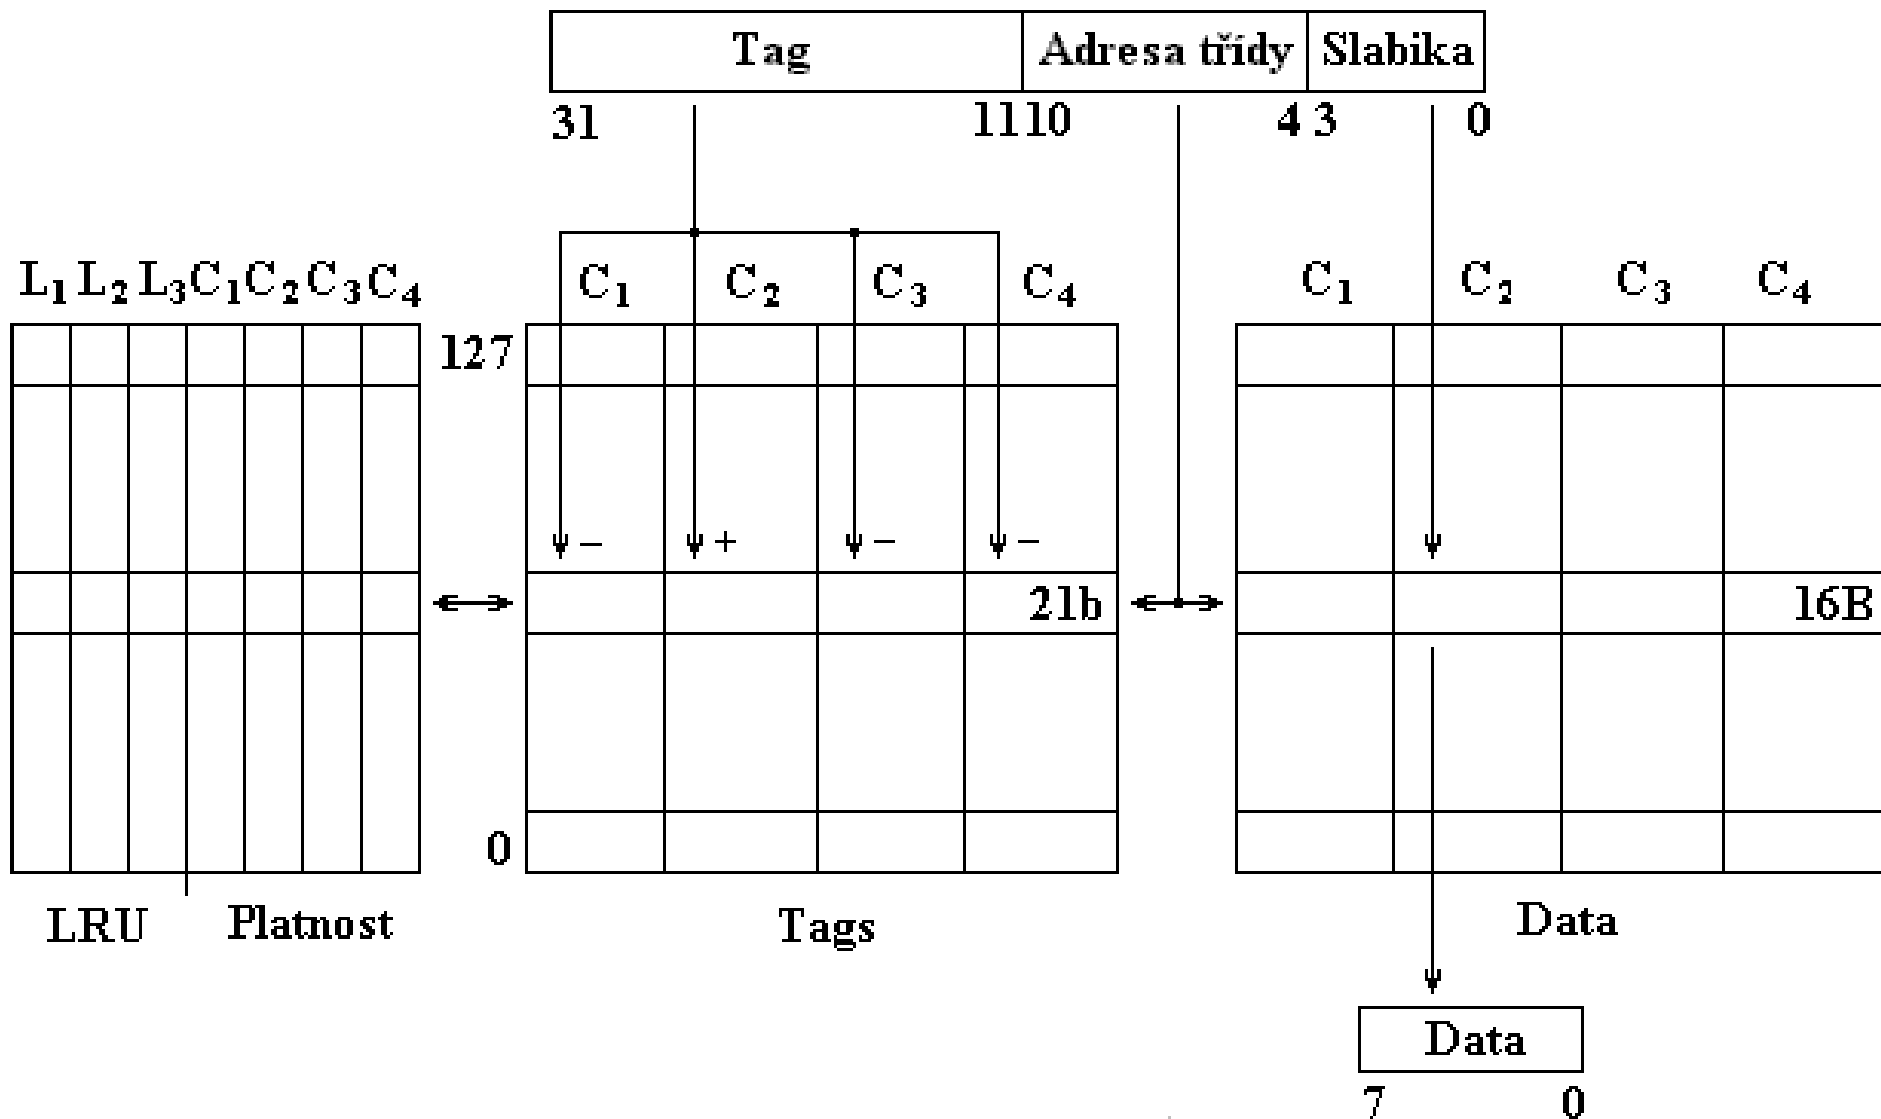 Tag Adresa třídy Slabika
31 11 10 4 3 0
L1 L2 L3 C1 C2 C3 C4 C1 C2 C3 C4 C1 C2 C3 C4
127
- + - -
21b 16B
0
LRU Platnost Tags Data
Data
7 0